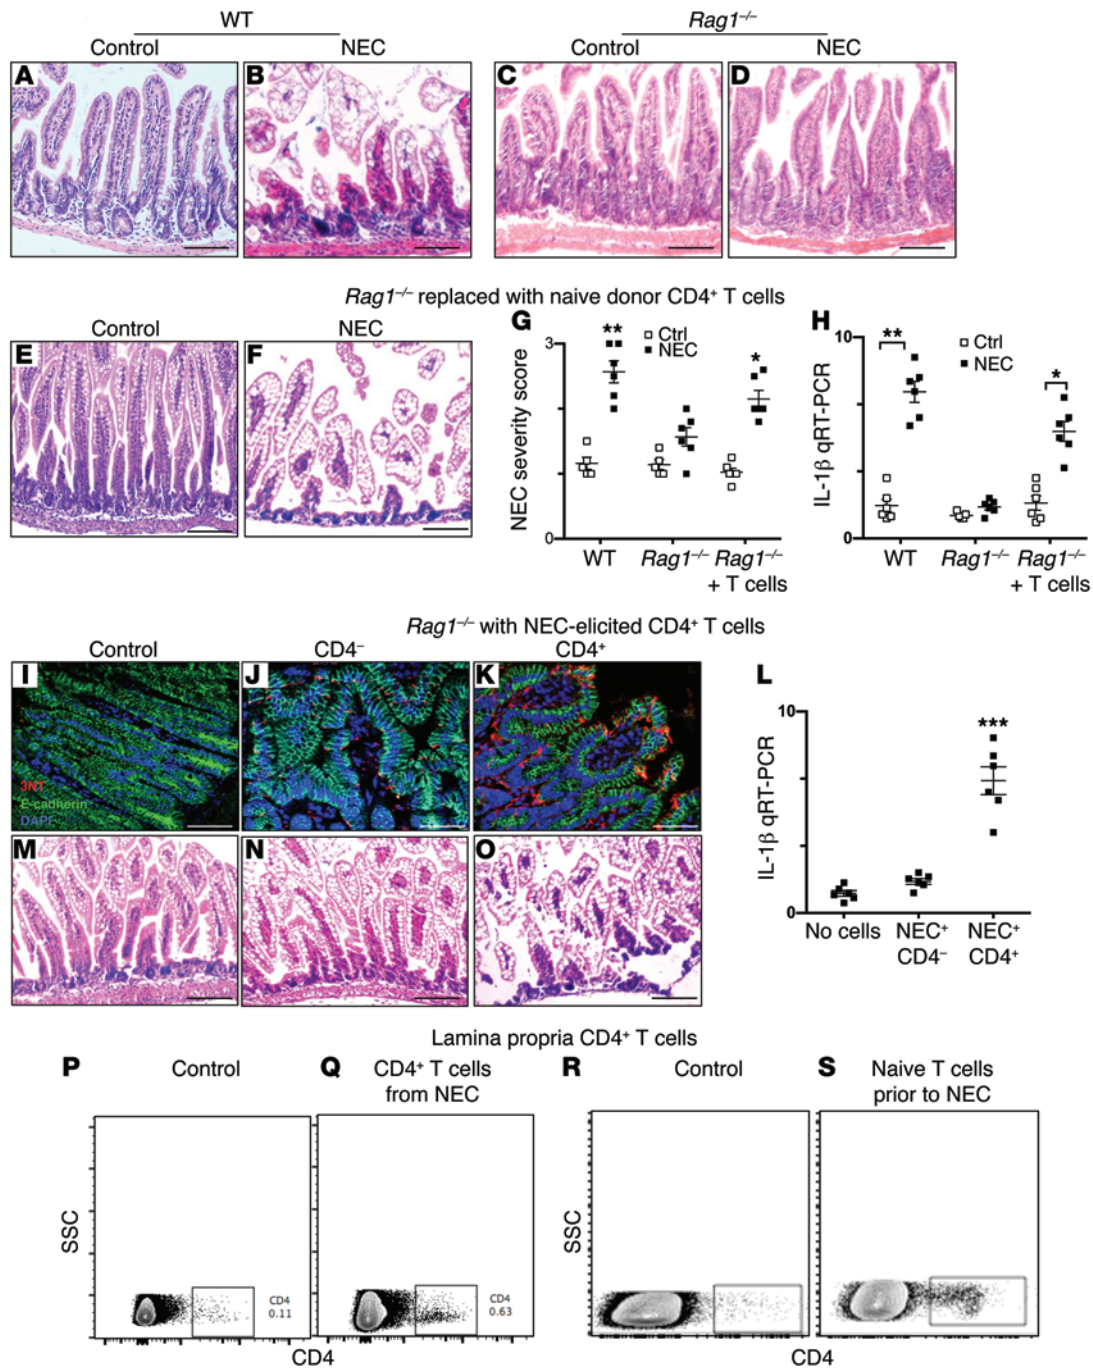 WT
Rag1–/–
Control
NEC
Control
NEC
A
B
C
D
Rag1–/– replaced with naive donor CD4+ T cells
Control
NEC
E
F
G
NEC severity score
3
0
Ctrl
NEC
**
*
WT
Rag1–/–
Rag1–/–
+ T cells
H
IL-1β qRT-PCR
10
0
Ctrl
NEC
**
*
WT
Rag1–/–
Rag1–/–
+ T cells
Rag1–/– with NEC-elicited CD4+ T cells
Control
CD4–
CD4+
I
3NT
E-cadherin
DAPI
J
K
L
IL-1β qRT-PCR
10
0
***
No cells
NEC+
CD4–
NEC+
CD4+
M
N
O
Lamina propria CD4+ T cells
P
Control
Q
CD4+ T cells
from NEC
R
Control
S
Naive T cells
prior to NEC
SSC
CD4
0.11
CD4
0.63
CD4
SSC
CD4